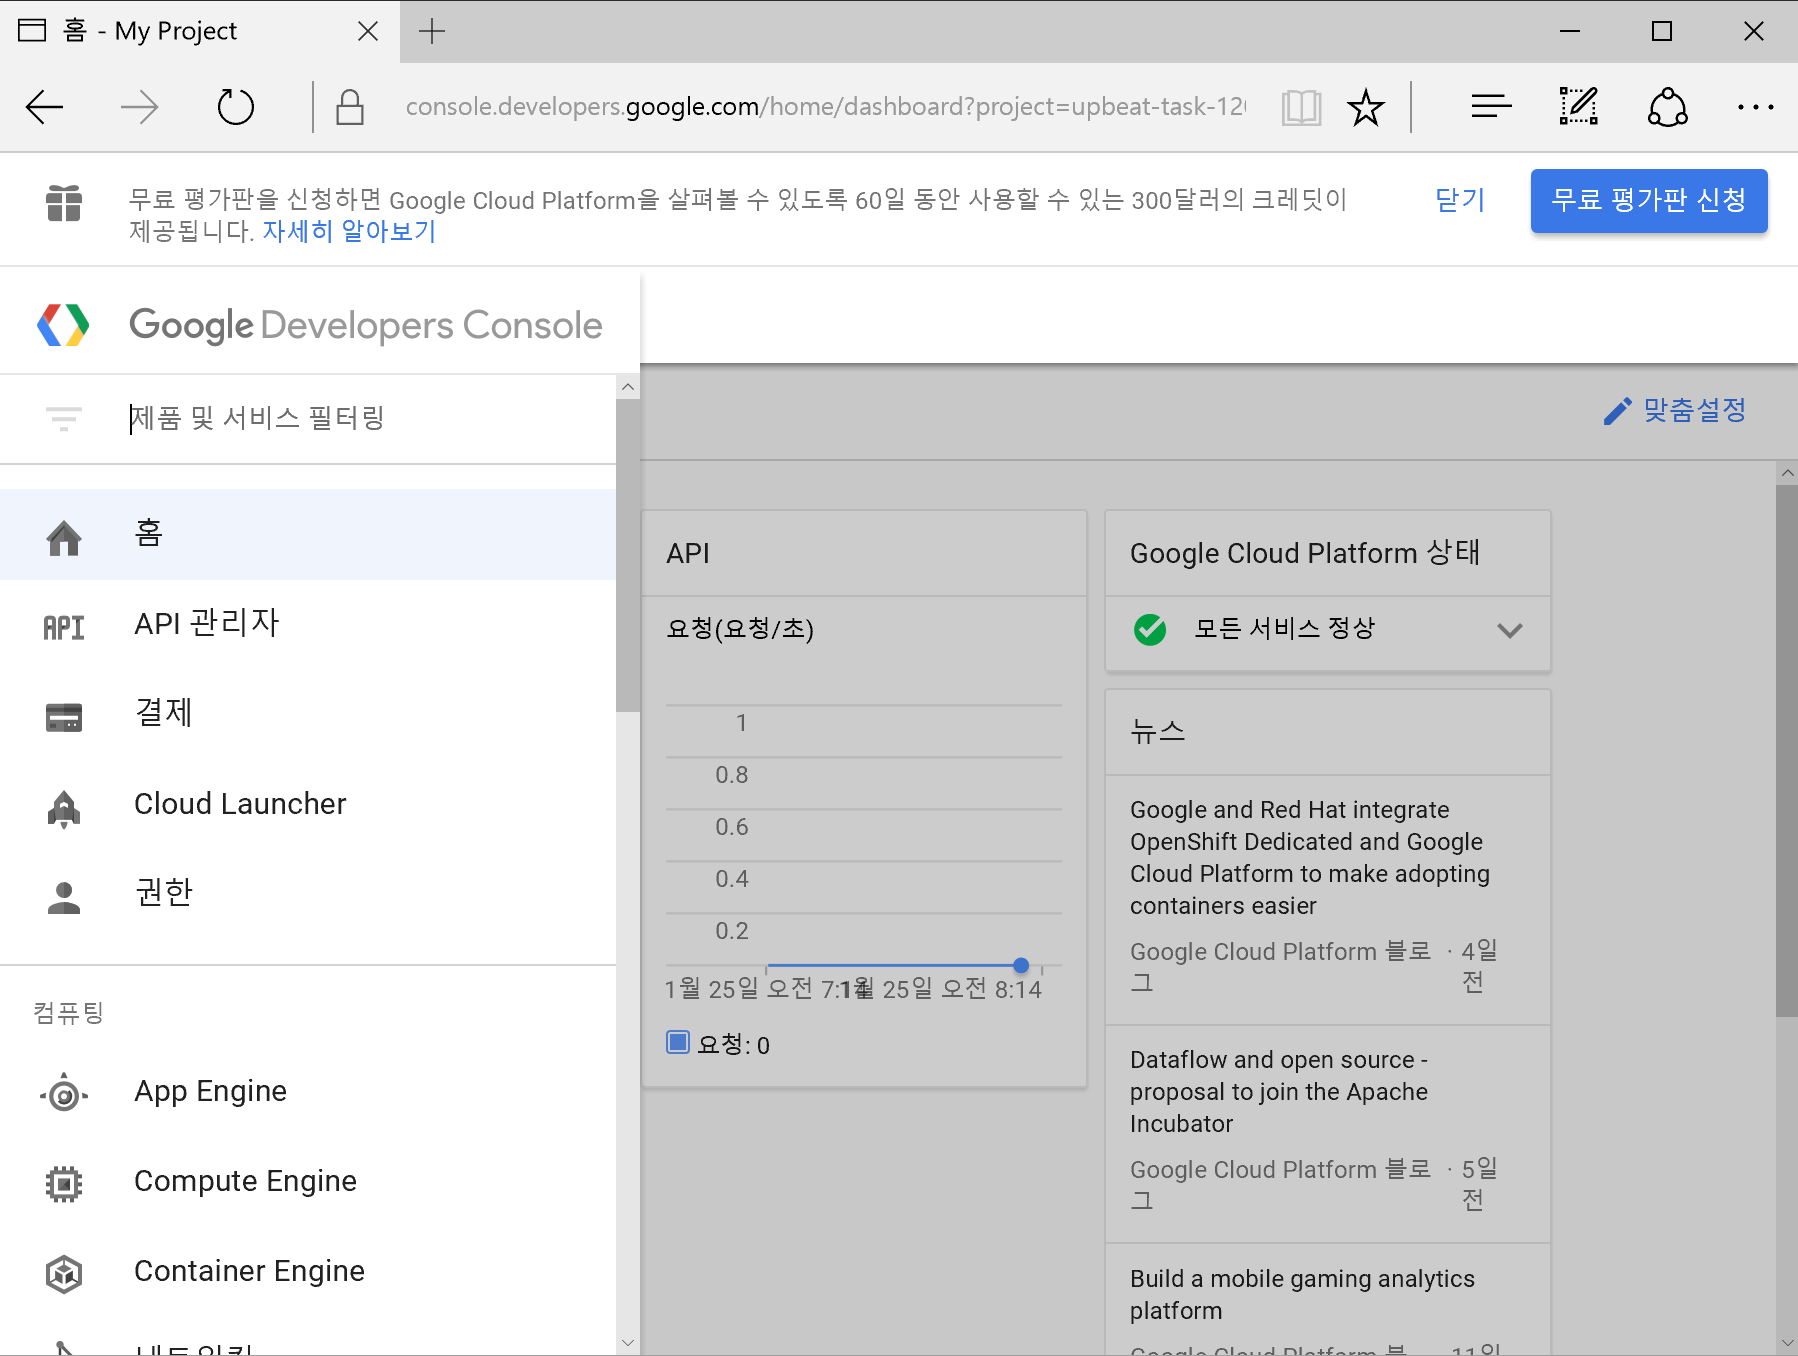 홈 - My Project
console.developers.google.com/home/dashboard?project=upbeat-task-12
무료 평가판을 신청하면 Google Cloud Platform을 살펴볼 수 있도록 60일 동안 사용할 수 있는 300달러의 크레딧이
제공됩니다. 자세히 알아보기
닫기
무료 평가판 신청
Google Developers Console
제품 및 서비스 필터링
맞춤설정
홈
API 관리자
결제
Cloud Launcher
권한
컴퓨팅
App Engine
Compute Engine
Container Engine
API
요청(요청/초)
1
0.8
0.6
0.4
0.2
1월 25일 오전 7:14
1월 25일 오전 8:14
요청: 0
Google Cloud Platform 상태
모든 서비스 정상
뉴스
Google and Red Hat integrate
OpenShift Dedicated and Google
Cloud Platform to make adopting
containers easier
Google Cloud Platform 블로 · 4일
그 전
Dataflow and open source -
proposal to join the Apache
Incubator
Google Cloud Platform 블로 · 5일
그 전
Build a mobile gaming analytics
platform
Google Cloud Platform 블 11일